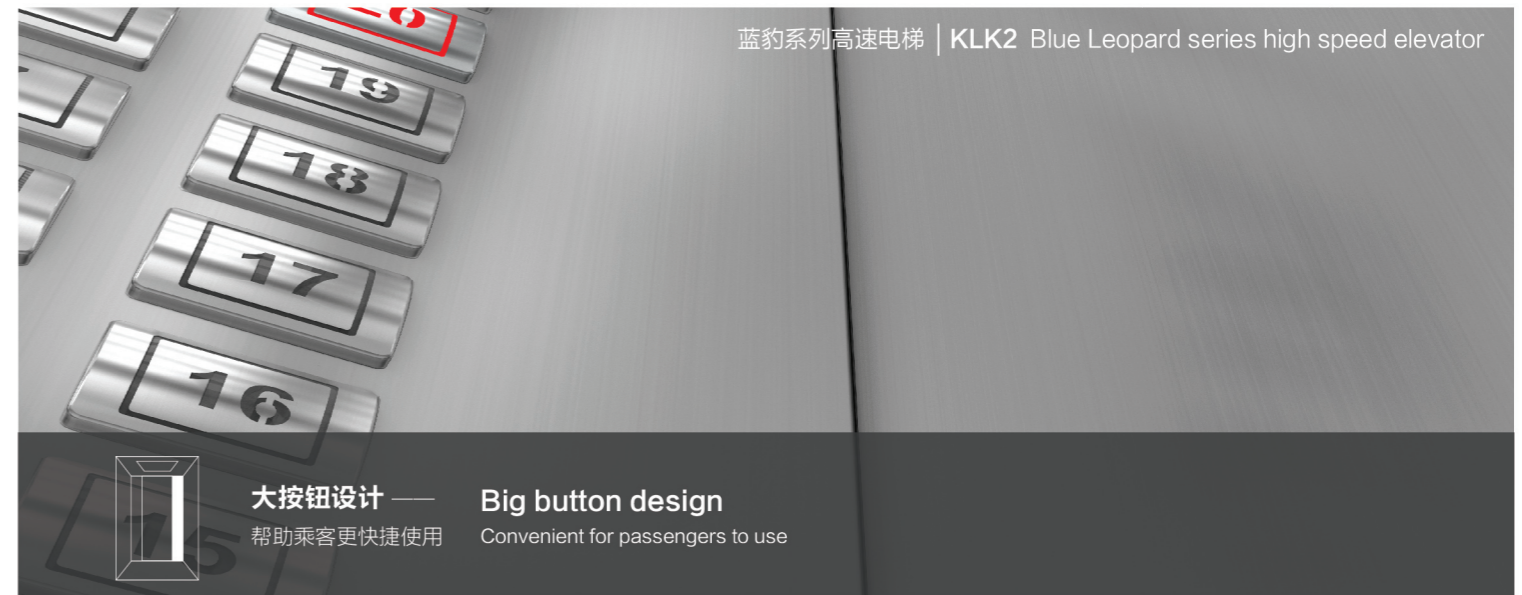 蓝豹系列高速电梯 | KLK2 Blue Leopard series high speed elevator
19
18
17
16
15
大按钮设计 —— Big button design
帮助乘客更快捷使用 Convenient for passengers to use